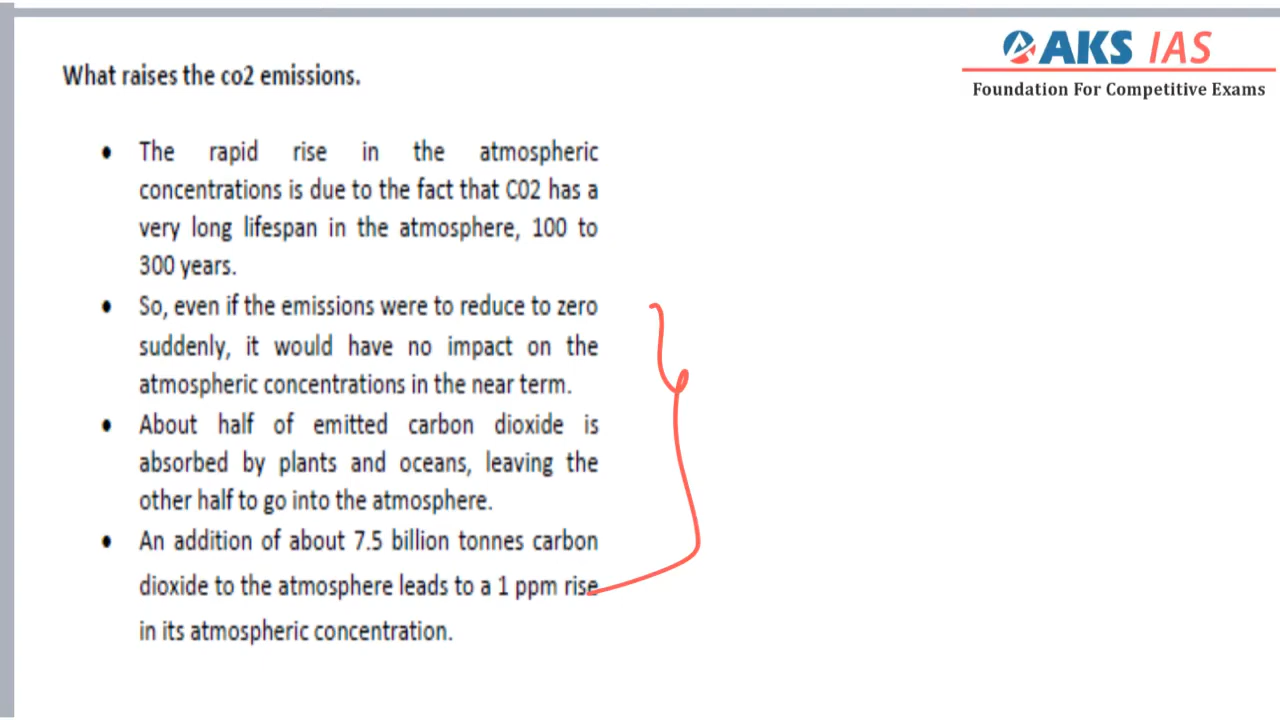 AKS IAS
Foundation For Competitive Exams
What raises the co2 emissions.
• The rapid rise in the atmospheric
concentrations is due to the fact that C02 has a
very long lifespan in the atmosphere, 100 to
300 years.
• So, even if the emissions were to reduce to zero
suddenly, it would have no impact on the
atmospheric concentrations in the near term.
• About half of emitted carbon dioxide is
absorbed by plants and oceans, leaving the
other half to go into the atmosphere.
• An addition of about 7.5 billion tonnes carbon
dioxide to the atmosphere leads to a 1 ppm rise
in its atmospheric concentration.